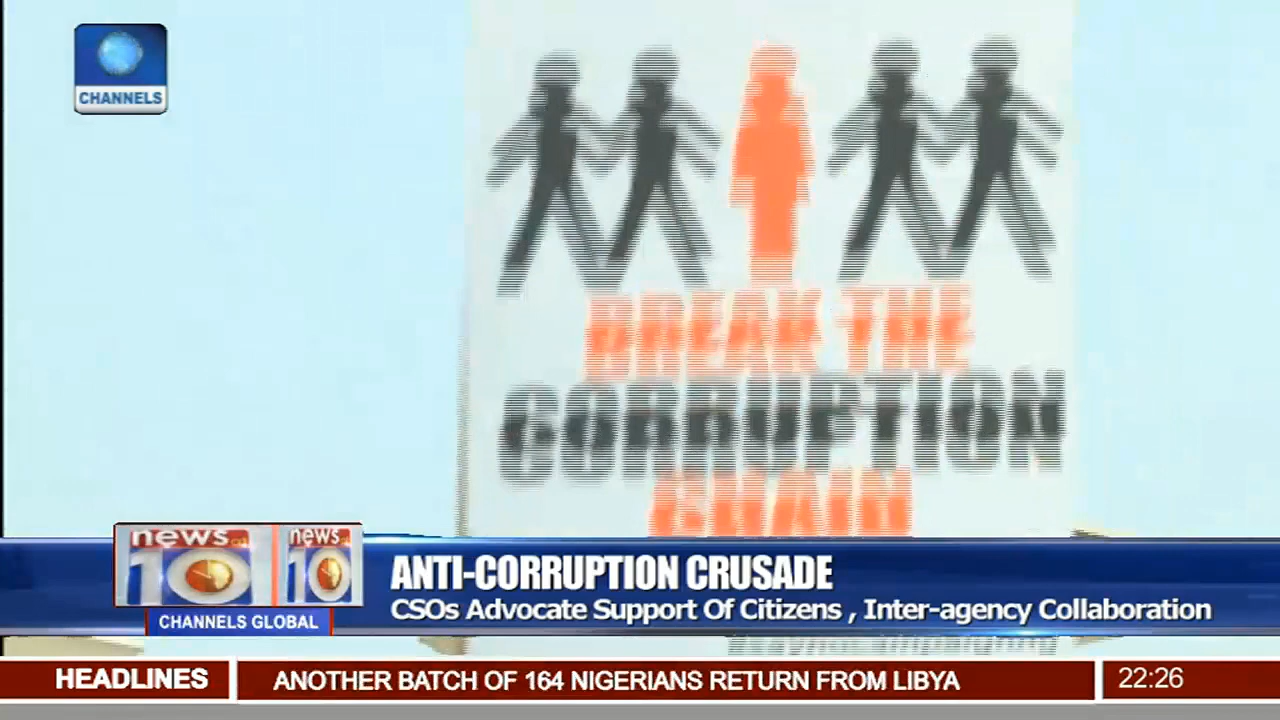 CHANNELS
BREAK THE
CORRUPTION
CHAIN
news
10
news
10
CHANNELS GLOBAL
ANTI-CORRUPTION CRUSADE
CSOs Advocate Support Of Citizens , Inter-agency Collaboration
HEADLINES
ANOTHER BATCH OF 164 NIGERIANS RETURN FROM LIBYA
22:26